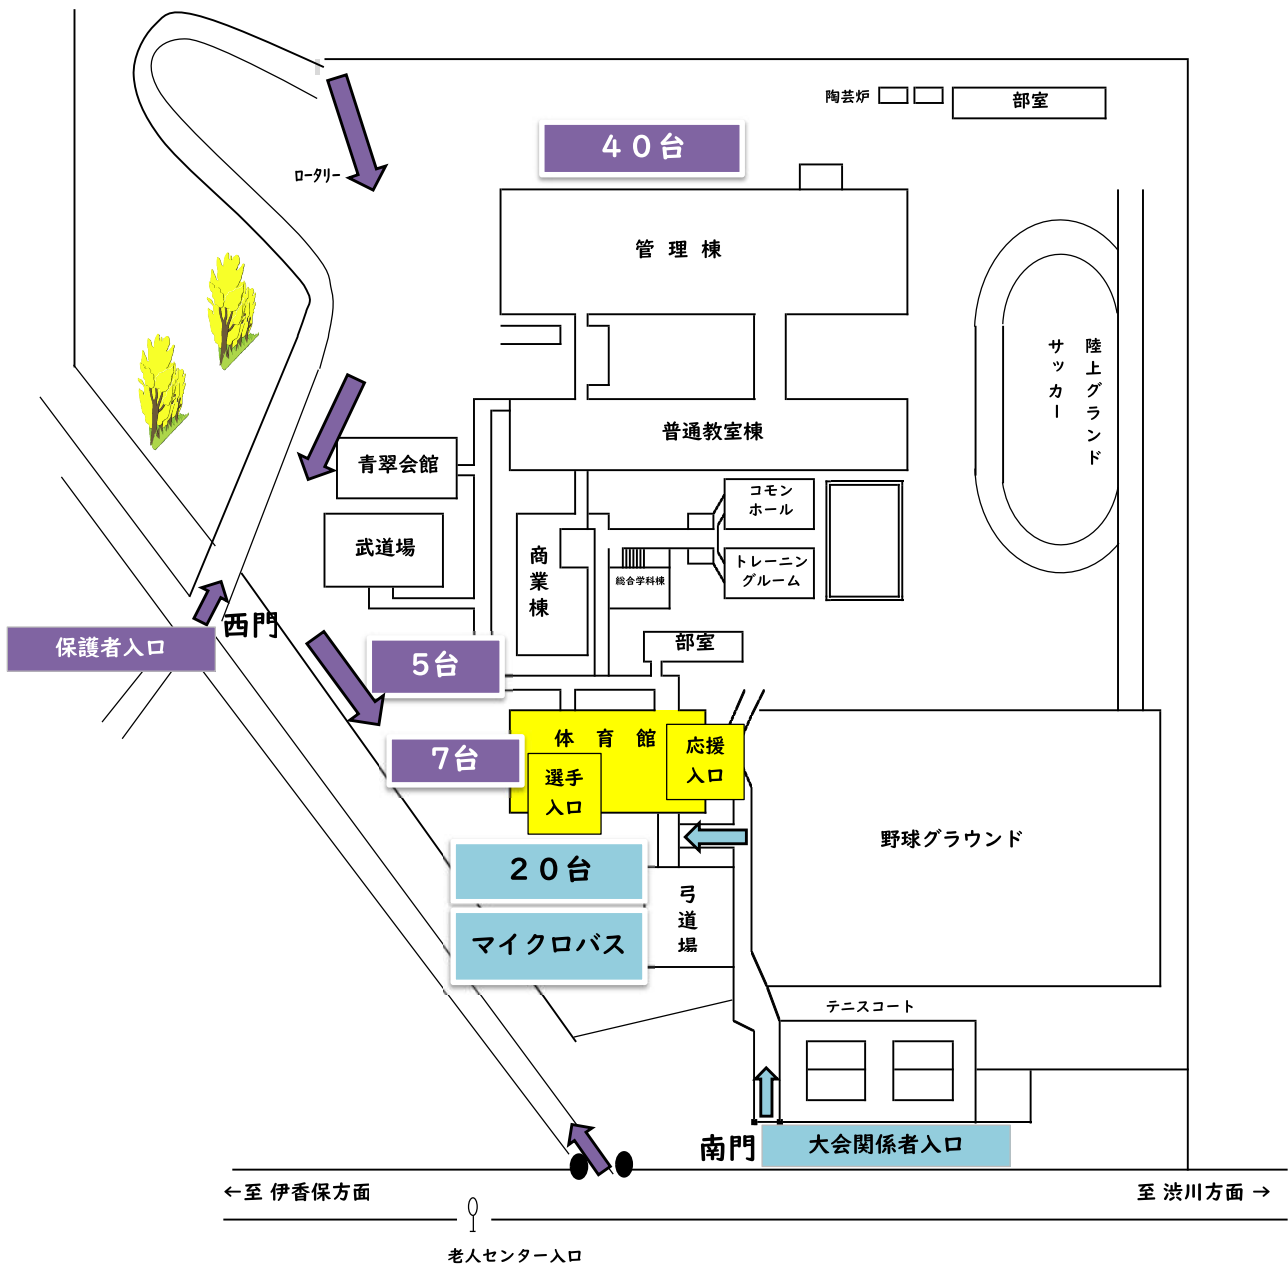 陶芸炉
部室
４０台
ロータリー
管理棟
陸上グランド
サッカー
普通教室棟
青翠会館
コモン
ホール
武道場
商業棟
トレーニン
グルーム
総合学科棟
西門
保護者入口
部室
５台
体育館
応援
入口
７台
選手
入口
野球グラウンド
２０台
弓道場
マイクロバス
テニスコート
南門
大会関係者入口
←至 伊香保方面
至 渋川方面 →
老人センター入口